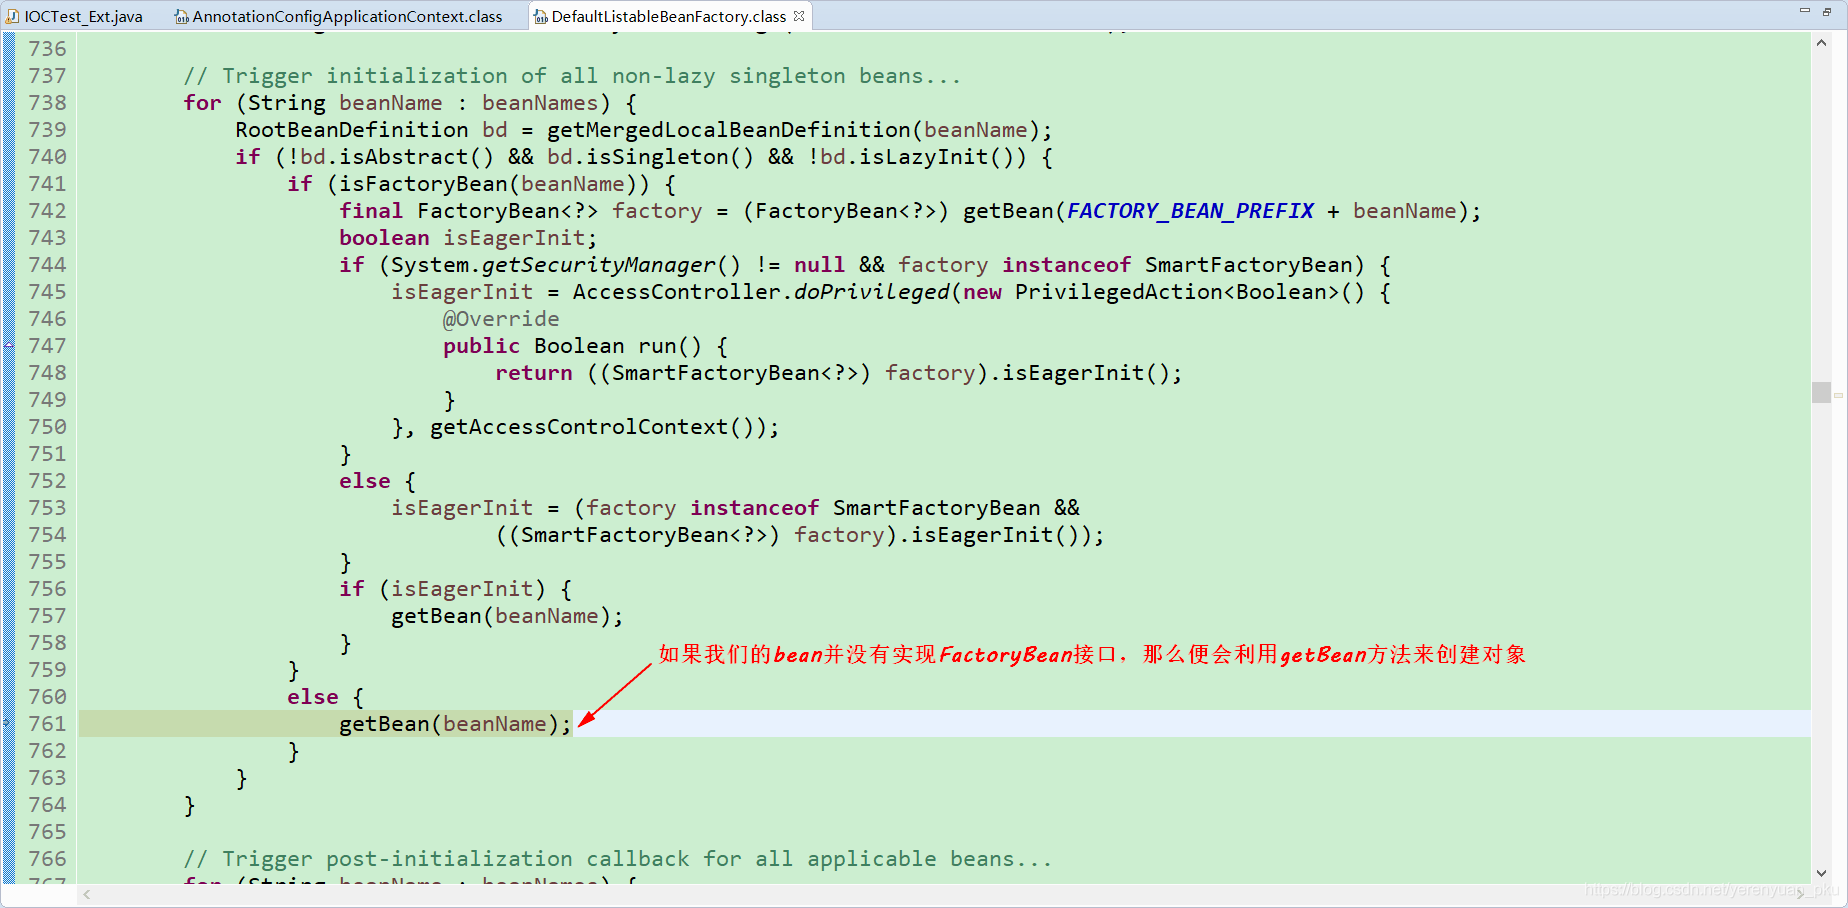 IOCTest_Ext.java AnnotationConfigApplicationContext.class DefaultListableBeanFactory.class
736
737 // Trigger initialization of all non-lazy singleton beans...
738 for (String beanName : beanNames) {
739 RootBeanDefinition bd = getMergedLocalBeanDefinition(beanName);
740 if (!bd.isAbstract() && bd.isSingleton() && !bd.isLazyInit()) {
741 if (isFactoryBean(beanName)) {
742 final FactoryBean<?> factory = (FactoryBean<?>) getBean(FACTORY_BEAN_PREFIX + beanName);
743 boolean isEagerInit;
744 if (System.getSecurityManager() != null && factory instanceof SmartFactoryBean) {
745 isEagerInit = AccessController.doPrivileged(new PrivilegedAction<Boolean>() {
746 @Override
747 public Boolean run() {
748 return ((SmartFactoryBean<?>) factory).isEagerInit();
749 }
750 }, getAccessControlContext());
751 }
752 else {
753 isEagerInit = (factory instanceof SmartFactoryBean &&
754 ((SmartFactoryBean<?>) factory).isEagerInit());
755 }
756 if (isEagerInit) {
757 getBean(beanName);
758 }
如果我们的bean并没有实现FactoryBean接口，那么便会利用getBean方法来创建对象
759 }
760 else {
761 getBean(beanName);
762 }
763 }
764 }
765
766 // Trigger post-initialization callback for all applicable beans...
767 for (String beanName : beanNames) {
https://blog.csdn.net/yerenyuan_pku